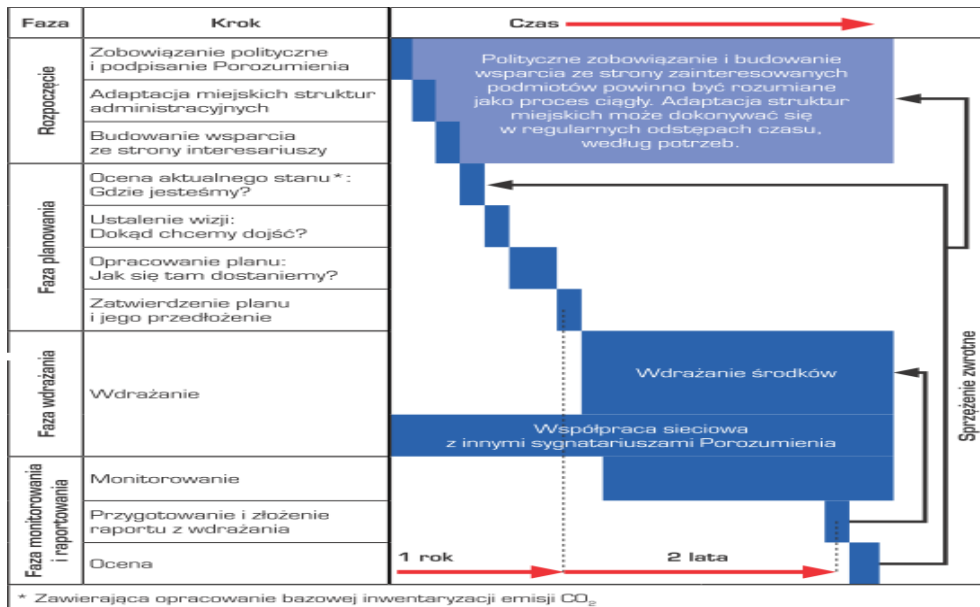 Faza
Krok
Czas
Rozpoczęcie
Zobowiązanie polityczne
i podpisanie Porozumienia
Adaptacja miejskich struktur
administracyjnych
Budowanie wsparcia
ze strony interesariuszy
Polityczne zobowiązanie i budowanie
wsparcia ze strony zainteresowanych
podmiotów powinno być rozumiane
jako proces ciągły. Adaptacja struktur
miejskich może dokonywać się
w regularnych odstępach czasu,
według potrzeb.
Faza planowania
Ocena aktualnego stanu*:
Gdzie jesteśmy?
Ustalenie wizji:
Dokąd chcemy dojść?
Opracowanie planu:
Jak się tam dostaniemy?
Zatwierdzenie planu
i jego przedłożenie
Faza wdrażania
Wdrażanie
Wdrażanie środków
Współpraca sieciowa
z innymi sygnatariuszami Porozumienia
Faza monitorowania
i raportowania
Monitorowanie
Przygotowanie i złożenie
raportu z wdrażania
Ocena
1 rok
2 lata
Sprzężenie zwrotne
* Zawierająca opracowanie bazowej inwentaryzacji emisji CO₂